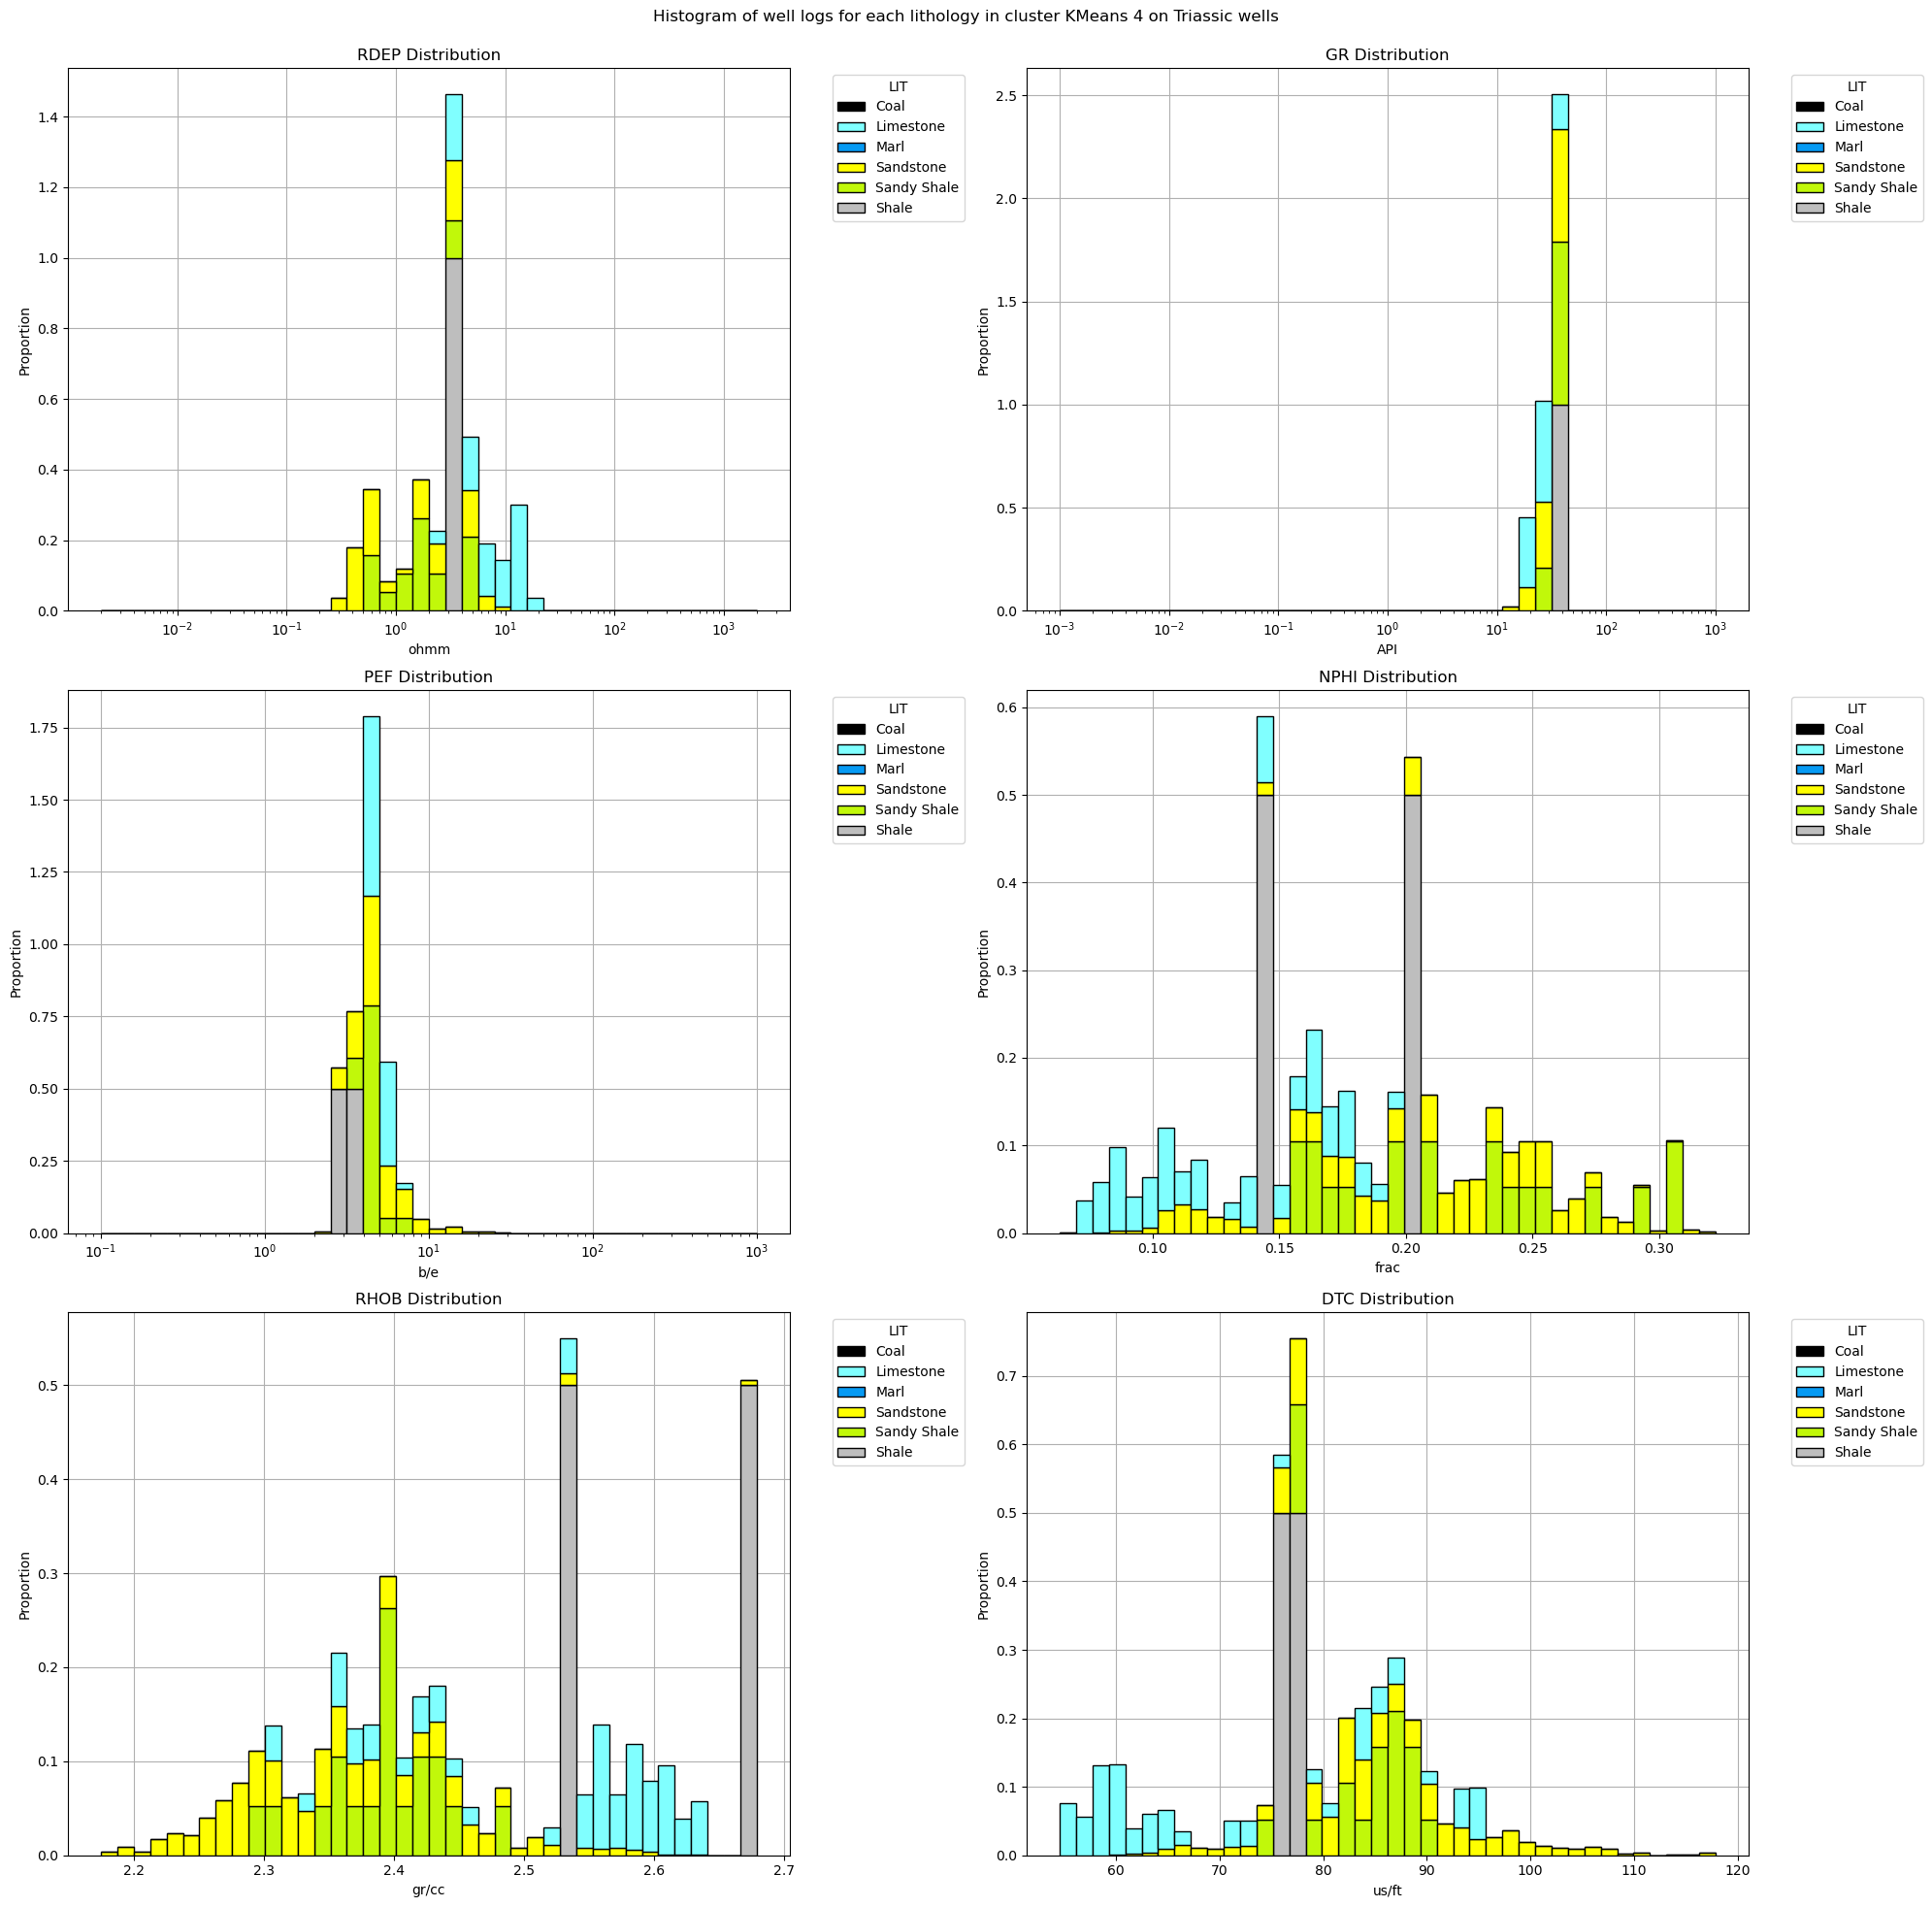 Histogram of well logs for each lithology in cluster KMeans 4 on Triassic wells
RDEP Distribution
Proportion
1.4
1.2
1.0
0.8
0.6
0.4
0.2
0.0
10⁻² 10⁻¹ 10⁰ 10¹ 10² 10³
ohmm
LIT
Coal
Limestone
Marl
Sandstone
Sandy Shale
Shale
GR Distribution
Proportion
2.5
2.0
1.5
1.0
0.5
0.0
10⁻³ 10⁻² 10⁻¹ 10⁰ 10¹ 10² 10³
API
LIT
Coal
Limestone
Marl
Sandstone
Sandy Shale
Shale
PEF Distribution
Proportion
1.75
1.50
1.25
1.00
0.75
0.50
0.25
0.00
10⁻¹ 10⁰ 10¹ 10² 10³
b/e
LIT
Coal
Limestone
Marl
Sandstone
Sandy Shale
Shale
NPHI Distribution
Proportion
0.6
0.5
0.4
0.3
0.2
0.1
0.0
0.10 0.15 0.20 0.25 0.30
frac
LIT
Coal
Limestone
Marl
Sandstone
Sandy Shale
Shale
RHOB Distribution
Proportion
0.5
0.4
0.3
0.2
0.1
0.0
2.2 2.3 2.4 2.5 2.6 2.7
gr/cc
LIT
Coal
Limestone
Marl
Sandstone
Sandy Shale
Shale
DTC Distribution
Proportion
0.7
0.6
0.5
0.4
0.3
0.2
0.1
0.0
60 70 80 90 100 110 120
us/ft
LIT
Coal
Limestone
Marl
Sandstone
Sandy Shale
Shale